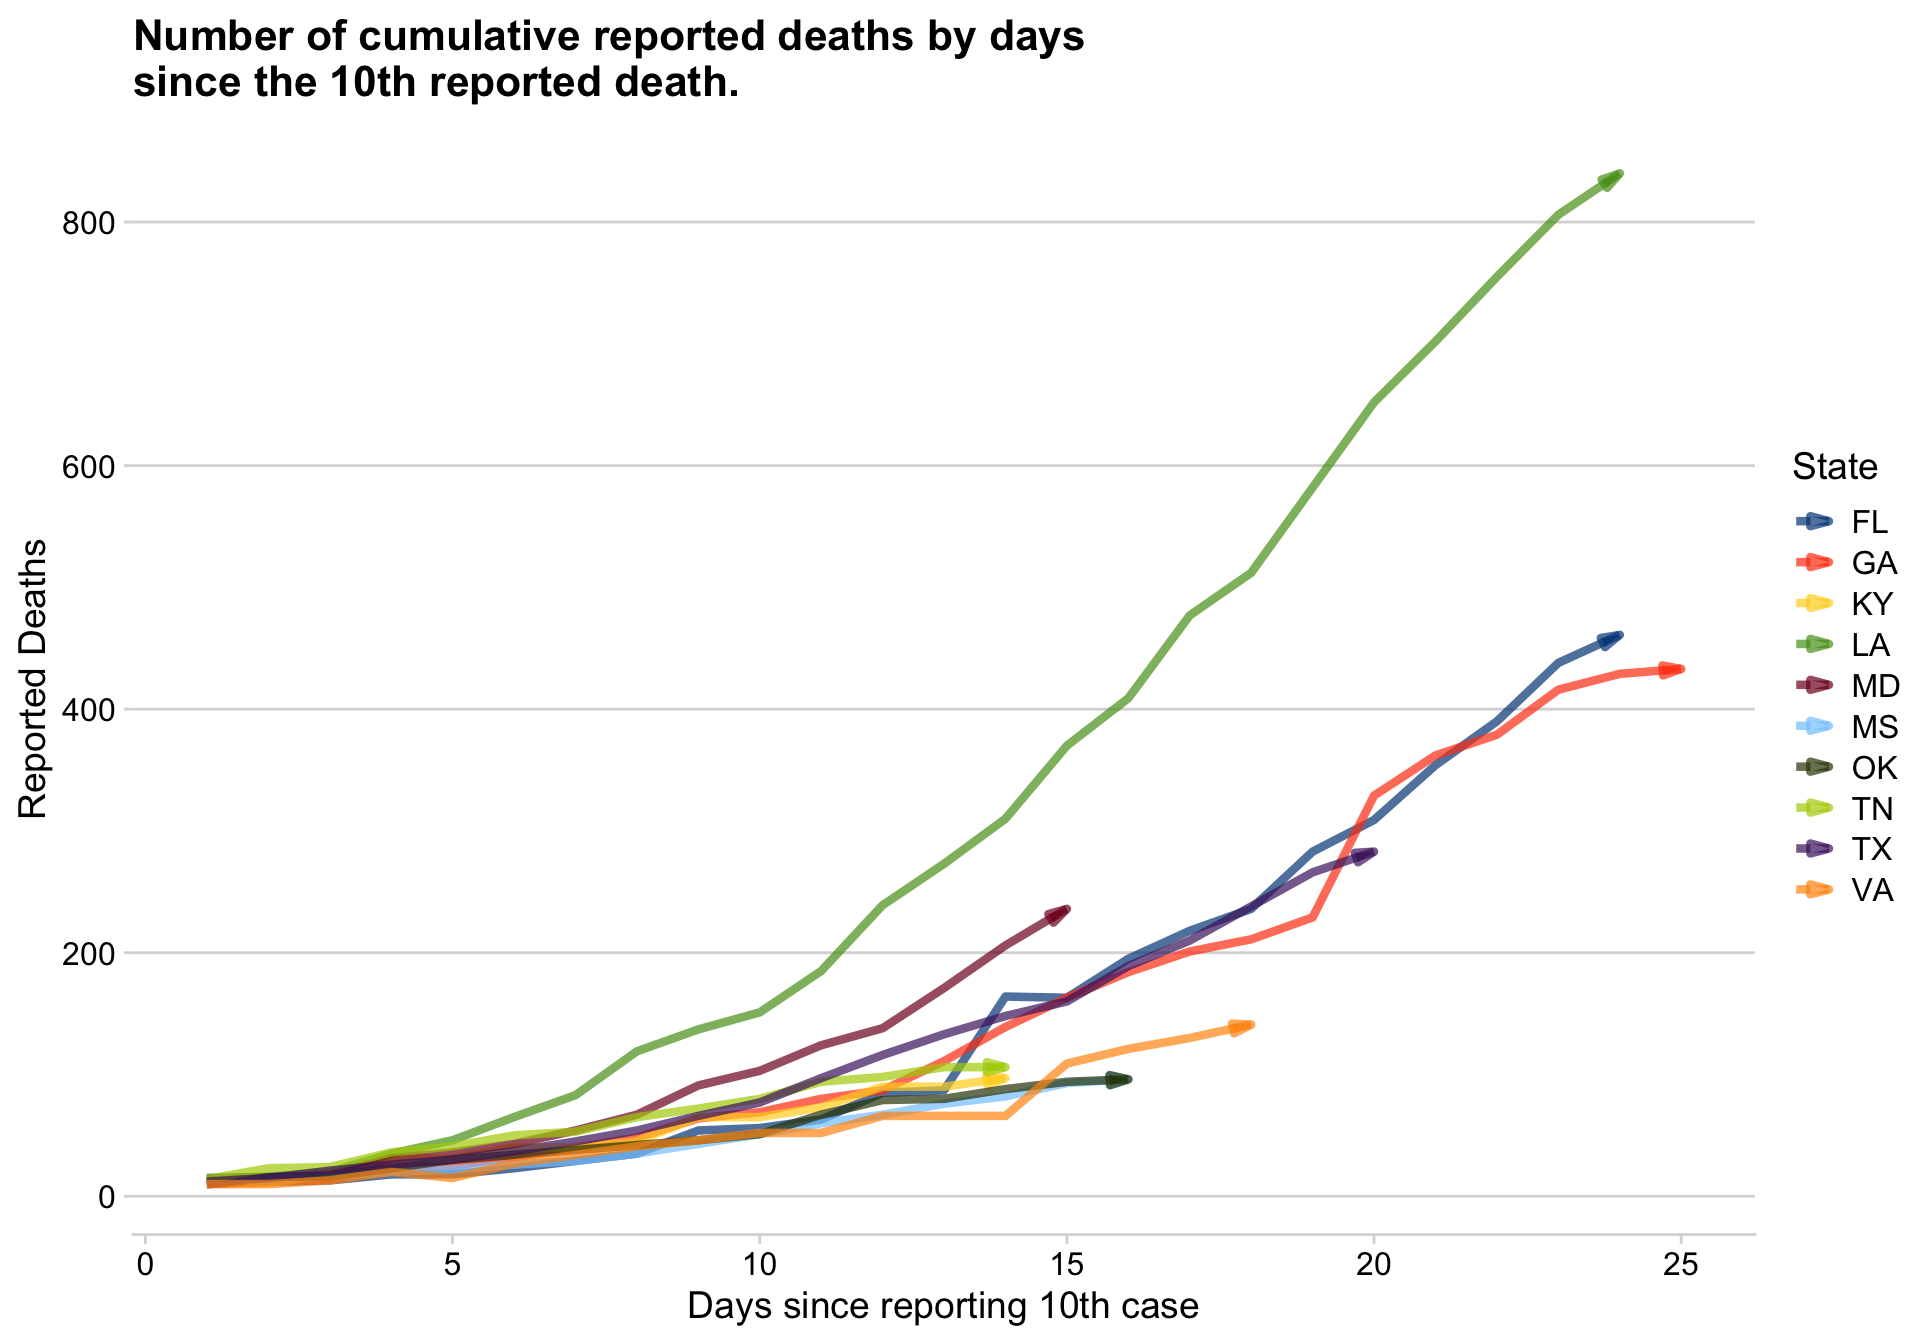 Number of cumulative reported deaths by days
since the 10th reported death.
Reported Deaths
800
600
400
200
0
0 5 10 15 20 25
Days since reporting 10th case
State
FL
GA
KY
LA
MD
MS
OK
TN
TX
VA